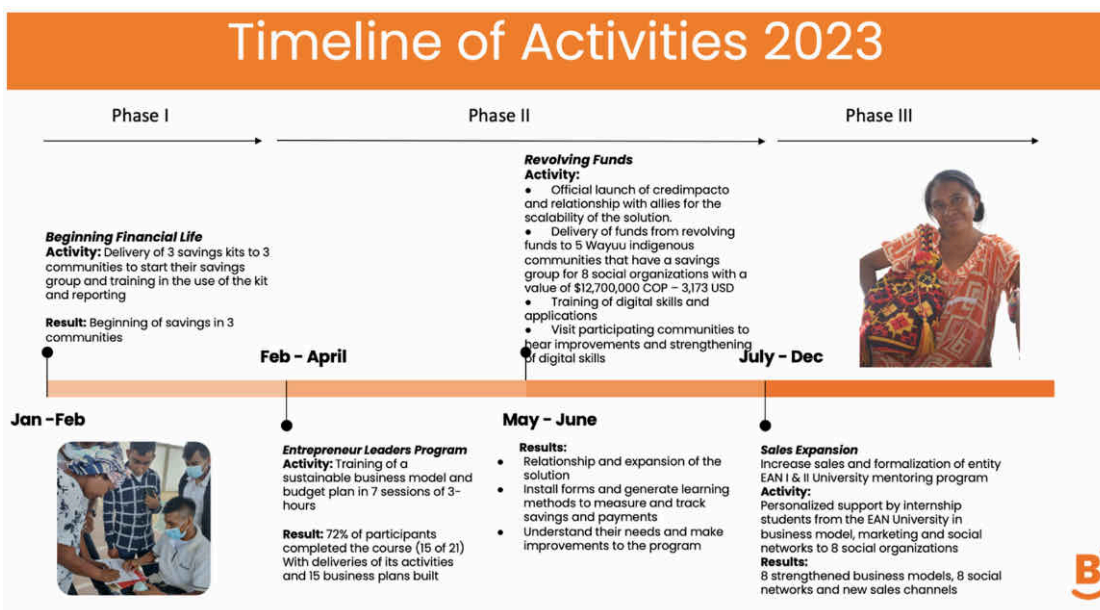 Timeline of Activities 2023
Phase I
Phase II
Phase III
Beginning Financial Life
Activity: Delivery of 3 savings kits to 3
communities to start their savings
group and training in the use of the kit
and reporting
Result: Beginning of savings in 3
communities
Jan -Feb
Feb - April
Entrepreneur Leaders Program
Activity: Training of a
sustainable business model and
budget plan in 7 sessions of 3-
hours
Result: 72% of participants
completed the course (15 of 21)
With deliveries of its activities
and 15 business plans built
Revolving Funds
Activity:
• Official launch of credimpacto
and relationship with allies for the
scalability of the solution.
• Delivery of funds from revolving
funds to 5 Wayuu indigenous
communities that have a savings
group for 8 social organizations with a
value of $12,700,000 COP – 3,173 USD
• Training of digital skills and
applications
• Visit participating communities to
hear improvements and strengthening
of digital skills
May - June
Results:
• Relationship and expansion of the
solution
• Install forms and generate learning
methods to measure and track
savings and payments
• Understand their needs and make
improvements to the program
July - Dec
Sales Expansion
Increase sales and formalization of entity
EAN I & II University mentoring program
Activity:
Personalized support by internship
students from the EAN University in
business model, marketing and social
networks to 8 social organizations
Results:
8 strengthened business models, 8 social
networks and new sales channels
B